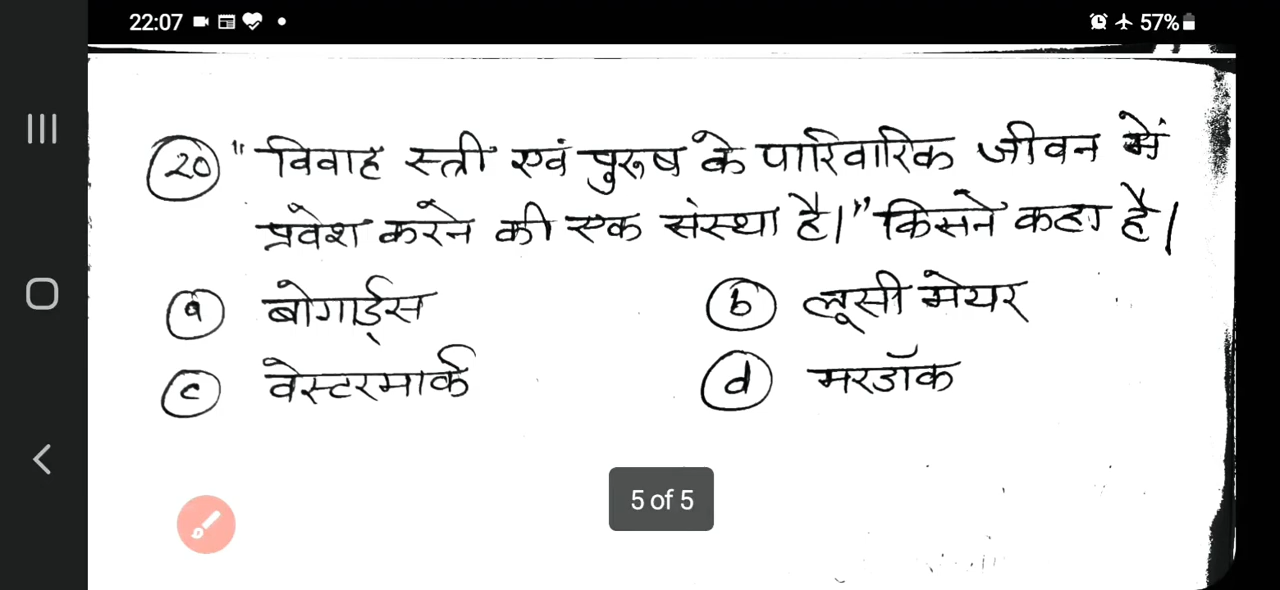 22:07
57%
20 "विवाह स्त्री एवं पुरुष के पारिवारिक जीवन में
प्रवेश करने की एक संस्था है।" किसने कहा है।
a बोगार्ड्स b लूसी मेयर
c वेस्टरमार्क d मरडॉक
5 of 5